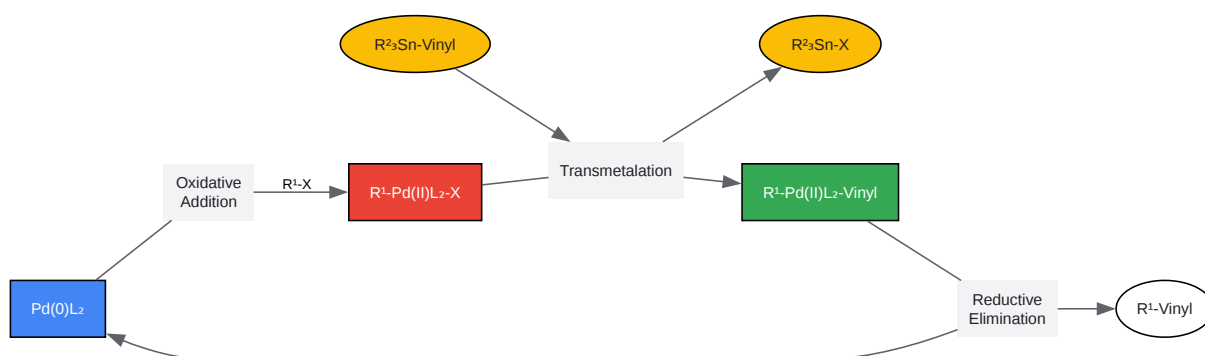 R²₃Sn-Vinyl
R²₃Sn-X
Transmetalation
Oxidative
Addition
R¹-X
R¹-Pd(II)L₂-X
R¹-Pd(II)L₂-Vinyl
Pd(0)L₂
Reductive
Elimination
R¹-Vinyl